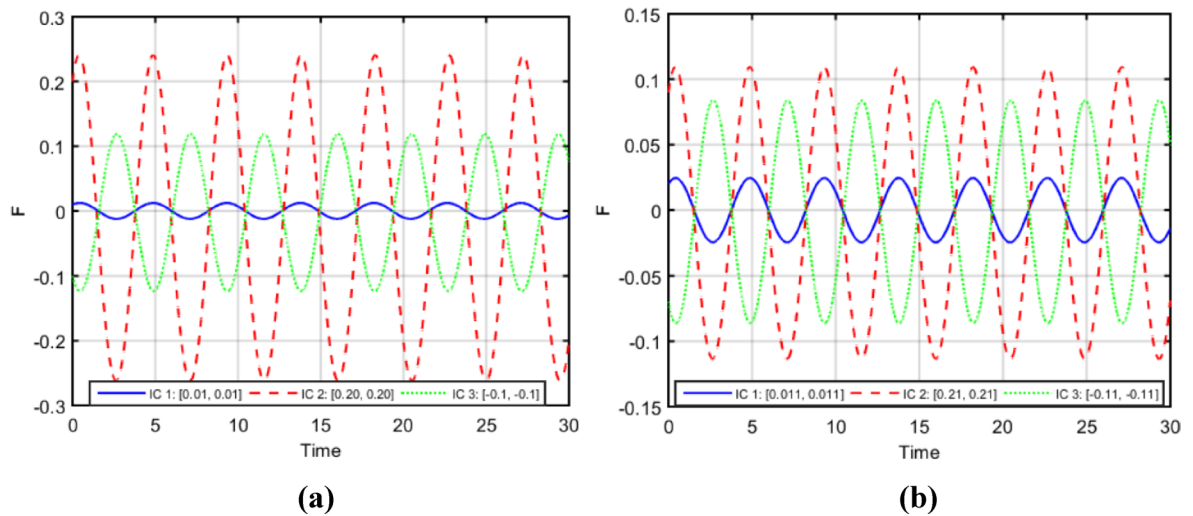 0.3
0.2
0.1
0
-0.1
-0.2
-0.3
F
IC 1: [0.01, 0.01] IC 2: [0.20, 0.20] IC 3: [-0.1, -0.1]
0 5 10 15 20 25 30
Time
(a)
0.15
0.1
0.05
0
-0.05
-0.1
-0.15
F
IC 1: [0.011, 0.011] IC 2: [0.21, 0.21] IC 3: [-0.11, -0.11]
0 5 10 15 20 25 30
Time
(b)